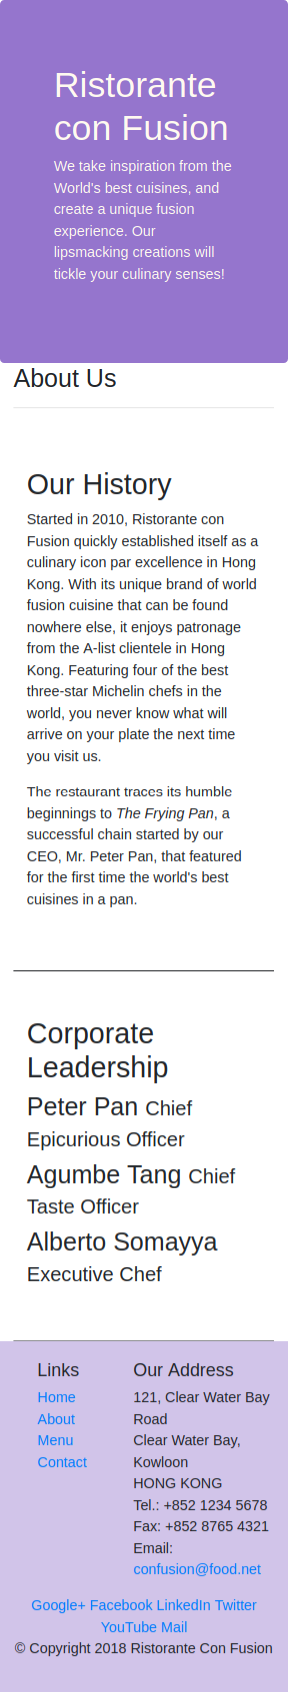 Ristorante
con Fusion
We take inspiration from the
World's best cuisines, and
create a unique fusion
experience. Our
lipsmacking creations will
tickle your culinary senses!
About Us
Our History
Started in 2010, Ristorante con
Fusion quickly established itself as a
culinary icon par excellence in Hong
Kong. With its unique brand of world
fusion cuisine that can be found
nowhere else, it enjoys patronage
from the A-list clientele in Hong
Kong. Featuring four of the best
three-star Michelin chefs in the
world, you never know what will
arrive on your plate the next time
you visit us.
The restaurant traces its humble
beginnings to The Frying Pan, a
successful chain started by our
CEO, Mr. Peter Pan, that featured
for the first time the world's best
cuisines in a pan.
Corporate
Leadership
Peter Pan Chief
Epicurious Officer
Agumbe Tang Chief
Taste Officer
Alberto Somayya
Executive Chef
Links
Home
About
Menu
Contact
Our Address
121, Clear Water Bay
Road
Clear Water Bay,
Kowloon
HONG KONG
Tel.: +852 1234 5678
Fax: +852 8765 4321
Email:
confusion@food.net
Google+ Facebook LinkedIn Twitter
YouTube Mail
© Copyright 2018 Ristorante Con Fusion